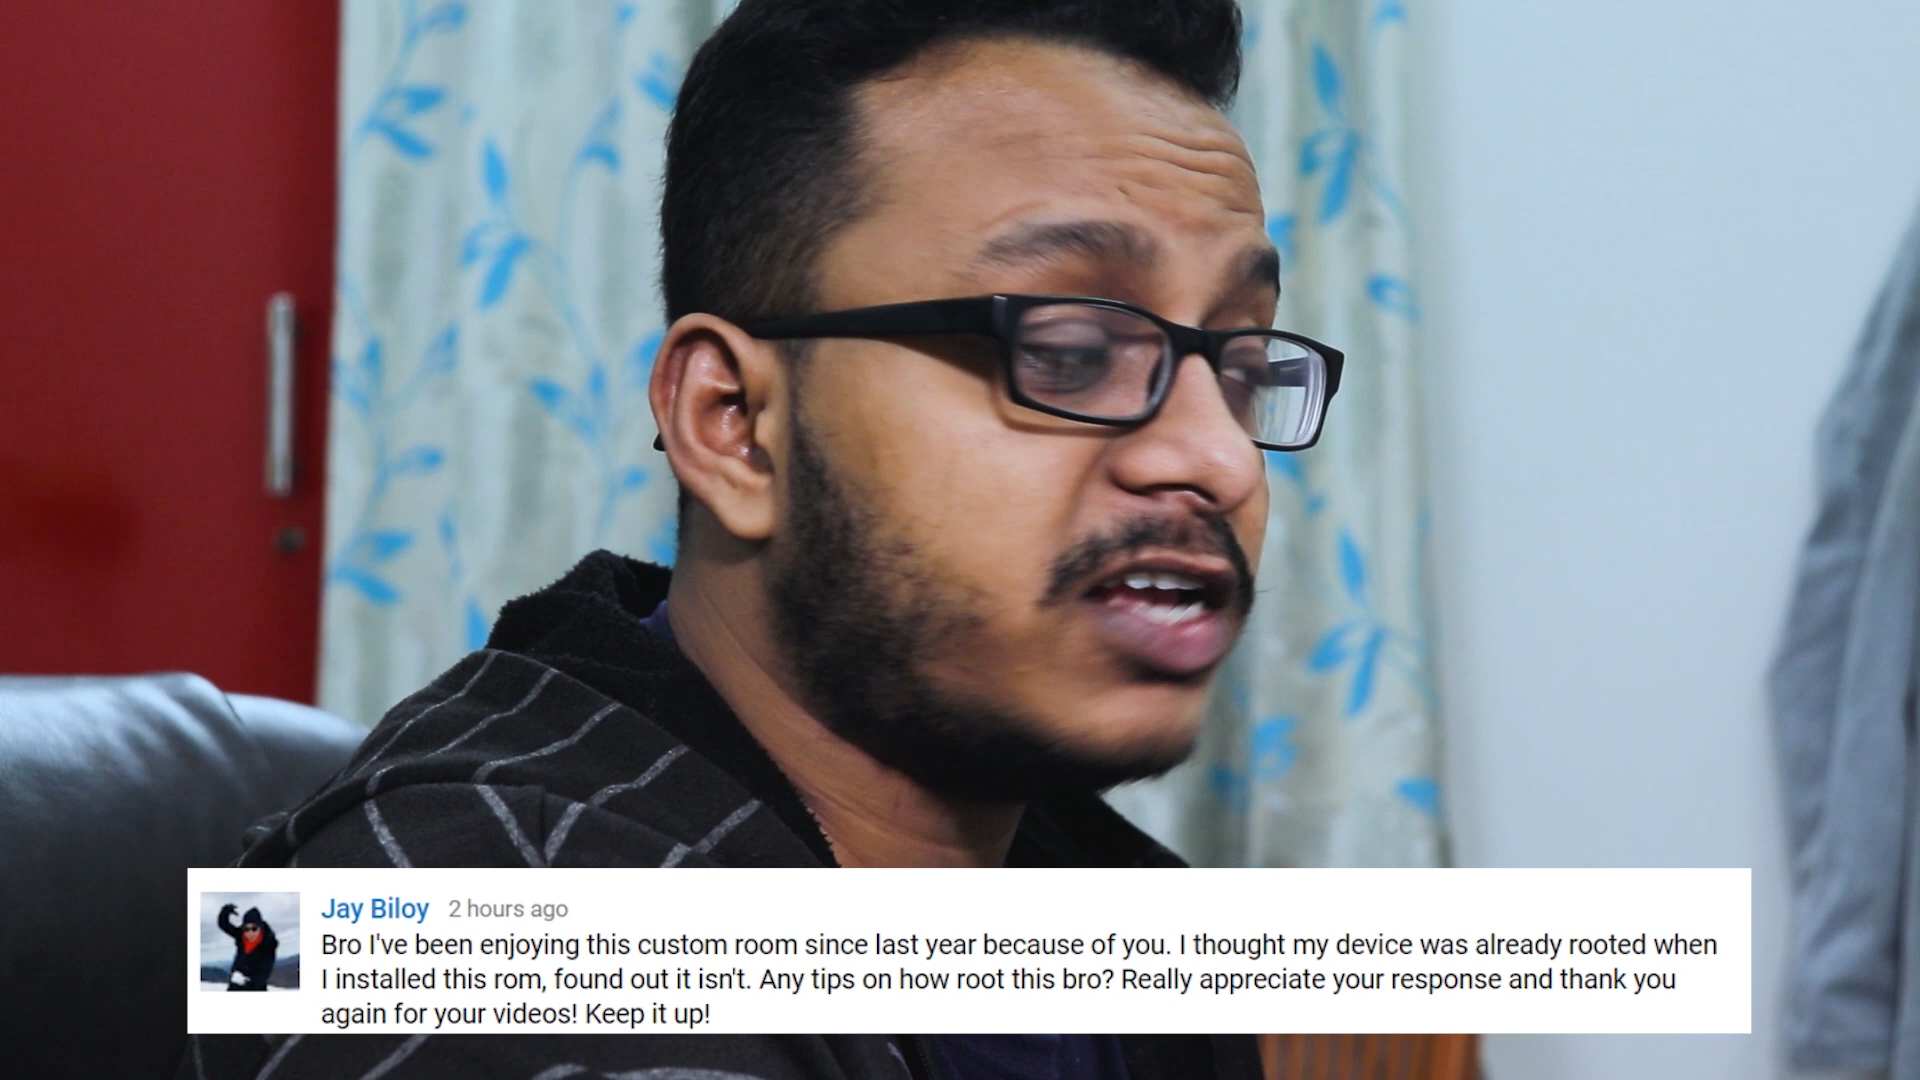 Jay Biloy 2 hours ago
Bro I've been enjoying this custom room since last year because of you. I thought my device was already rooted when
I installed this rom, found out it isn't. Any tips on how root this bro? Really appreciate your response and thank you
again for your videos! Keep it up!